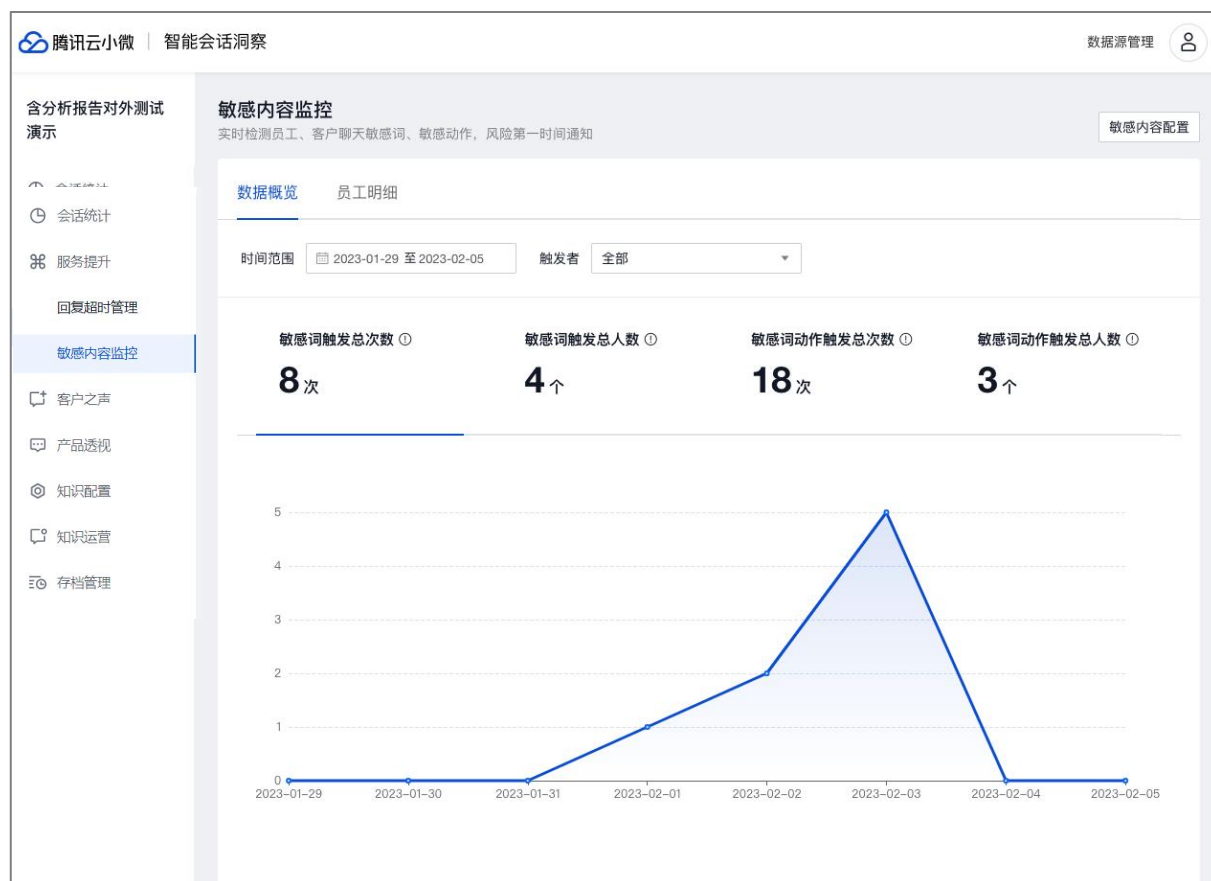 腾讯云小微 智能会话洞察 数据源管理
含分析报告对外测试
演示
敏感内容监控
实时检测员工、客户聊天敏感词、敏感动作，风险第一时间通知
敏感内容配置
会话统计
会话统计
服务提升
回复超时管理
敏感内容监控
客户之声
产品透视
知识配置
知识运营
存档管理
数据概览 员工明细
时间范围 2023-01-29 至 2023-02-05 触发者 全部
敏感词触发总次数 敏感词触发总人数 敏感词动作触发总次数 敏感词动作触发总人数
8次 4个 18次 3个
5
4
3
2
1
0
2023-01-29 2023-01-30 2023-01-31 2023-02-01 2023-02-02 2023-02-03 2023-02-04 2023-02-05